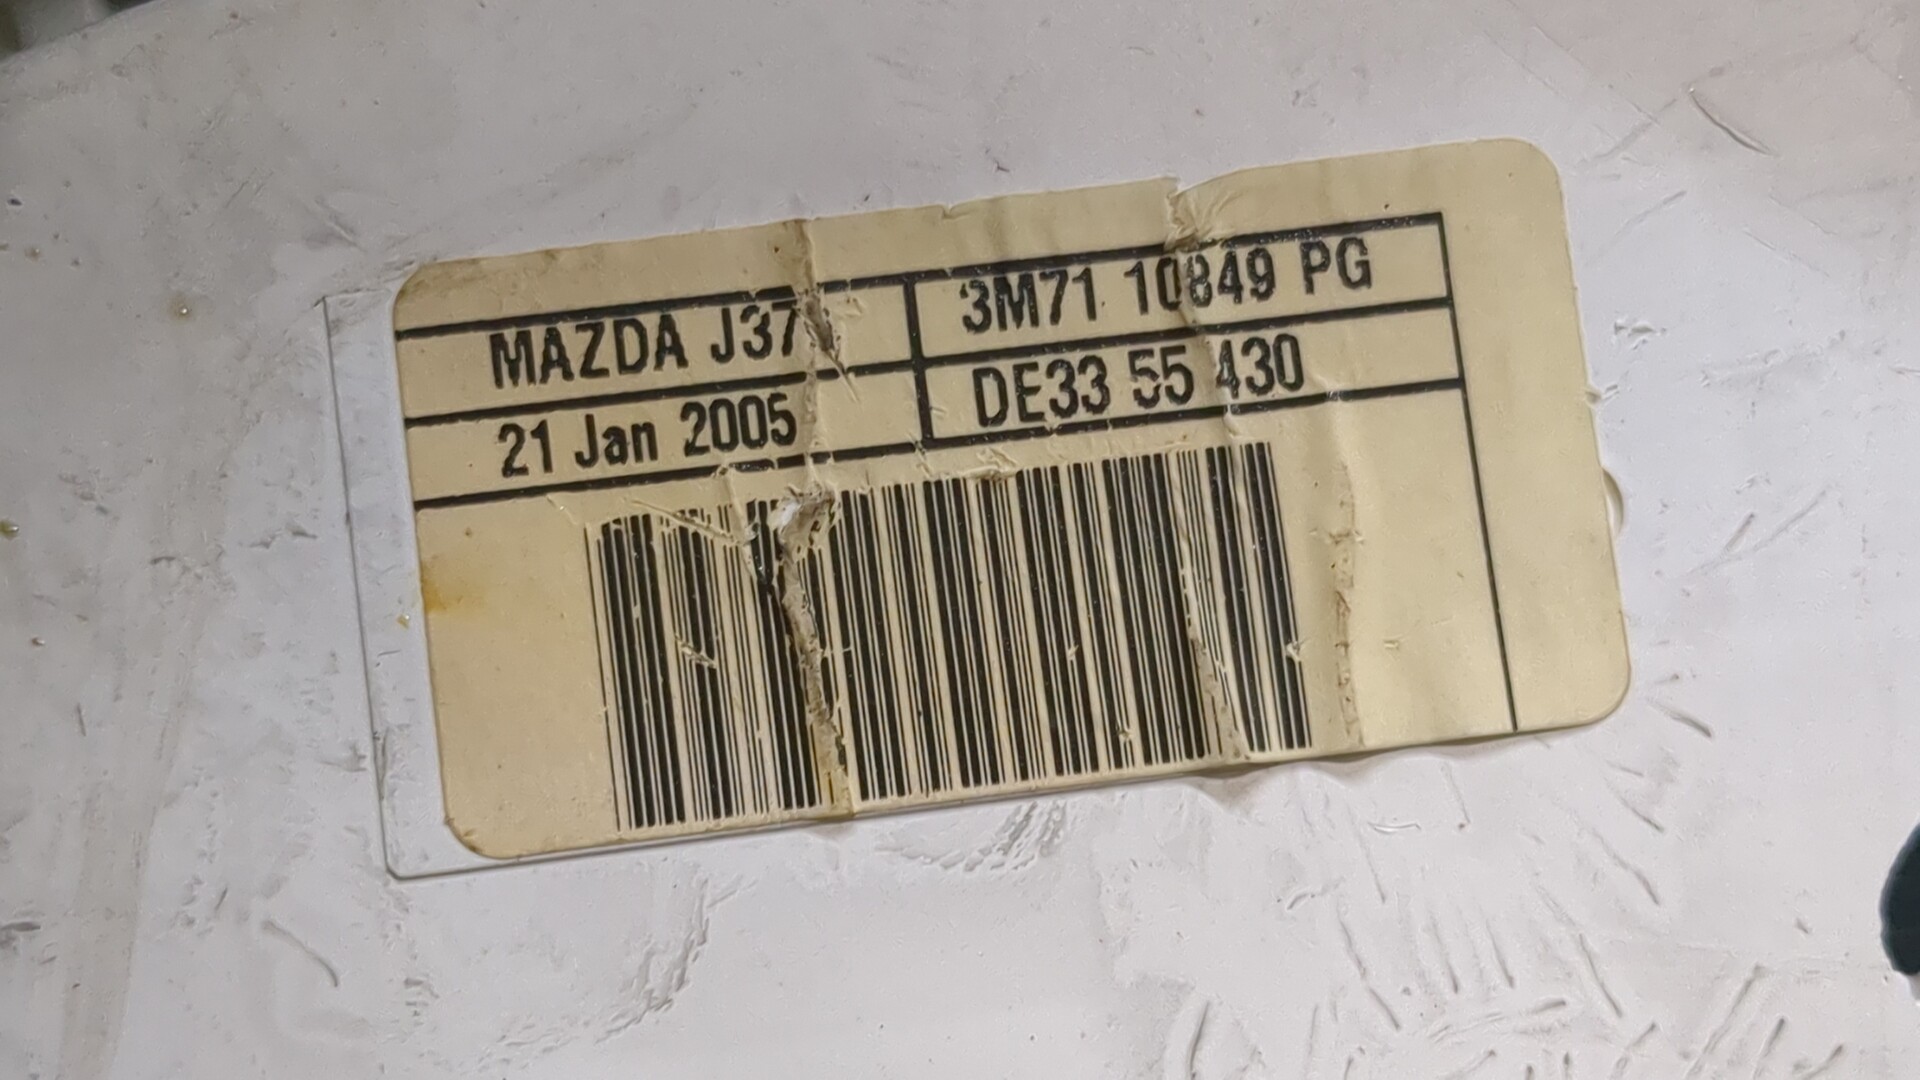 MAZDA J37
3M71 10849 PG
21 Jan 2005
DE33 55 430